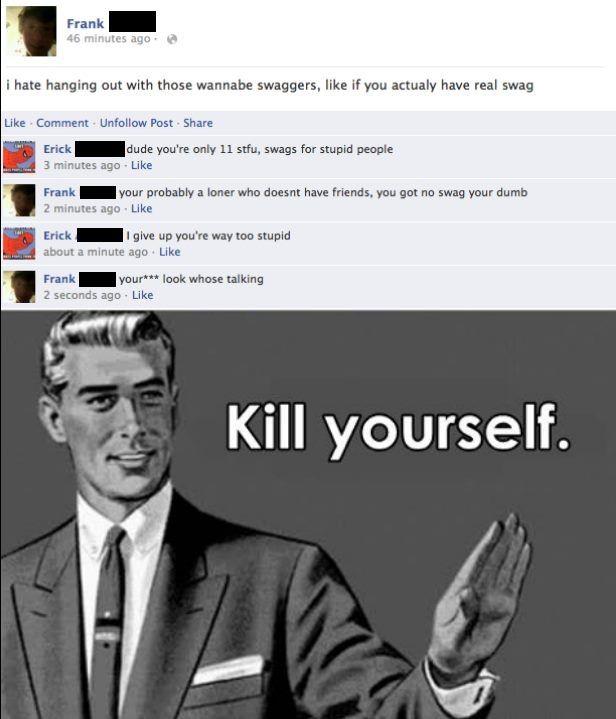 Frank
46 minutes ago ·
i hate hanging out with those wannabe swaggers, like if you actualy have real swag
Like · Comment · Unfollow Post · Share
Erick dude you're only 11 stfu, swags for stupid people
3 minutes ago · Like
Frank your probably a loner who doesnt have friends, you got no swag your dumb
2 minutes ago · Like
Erick I give up you're way too stupid
about a minute ago · Like
Frank your*** look whose talking
2 seconds ago · Like
Kill yourself.